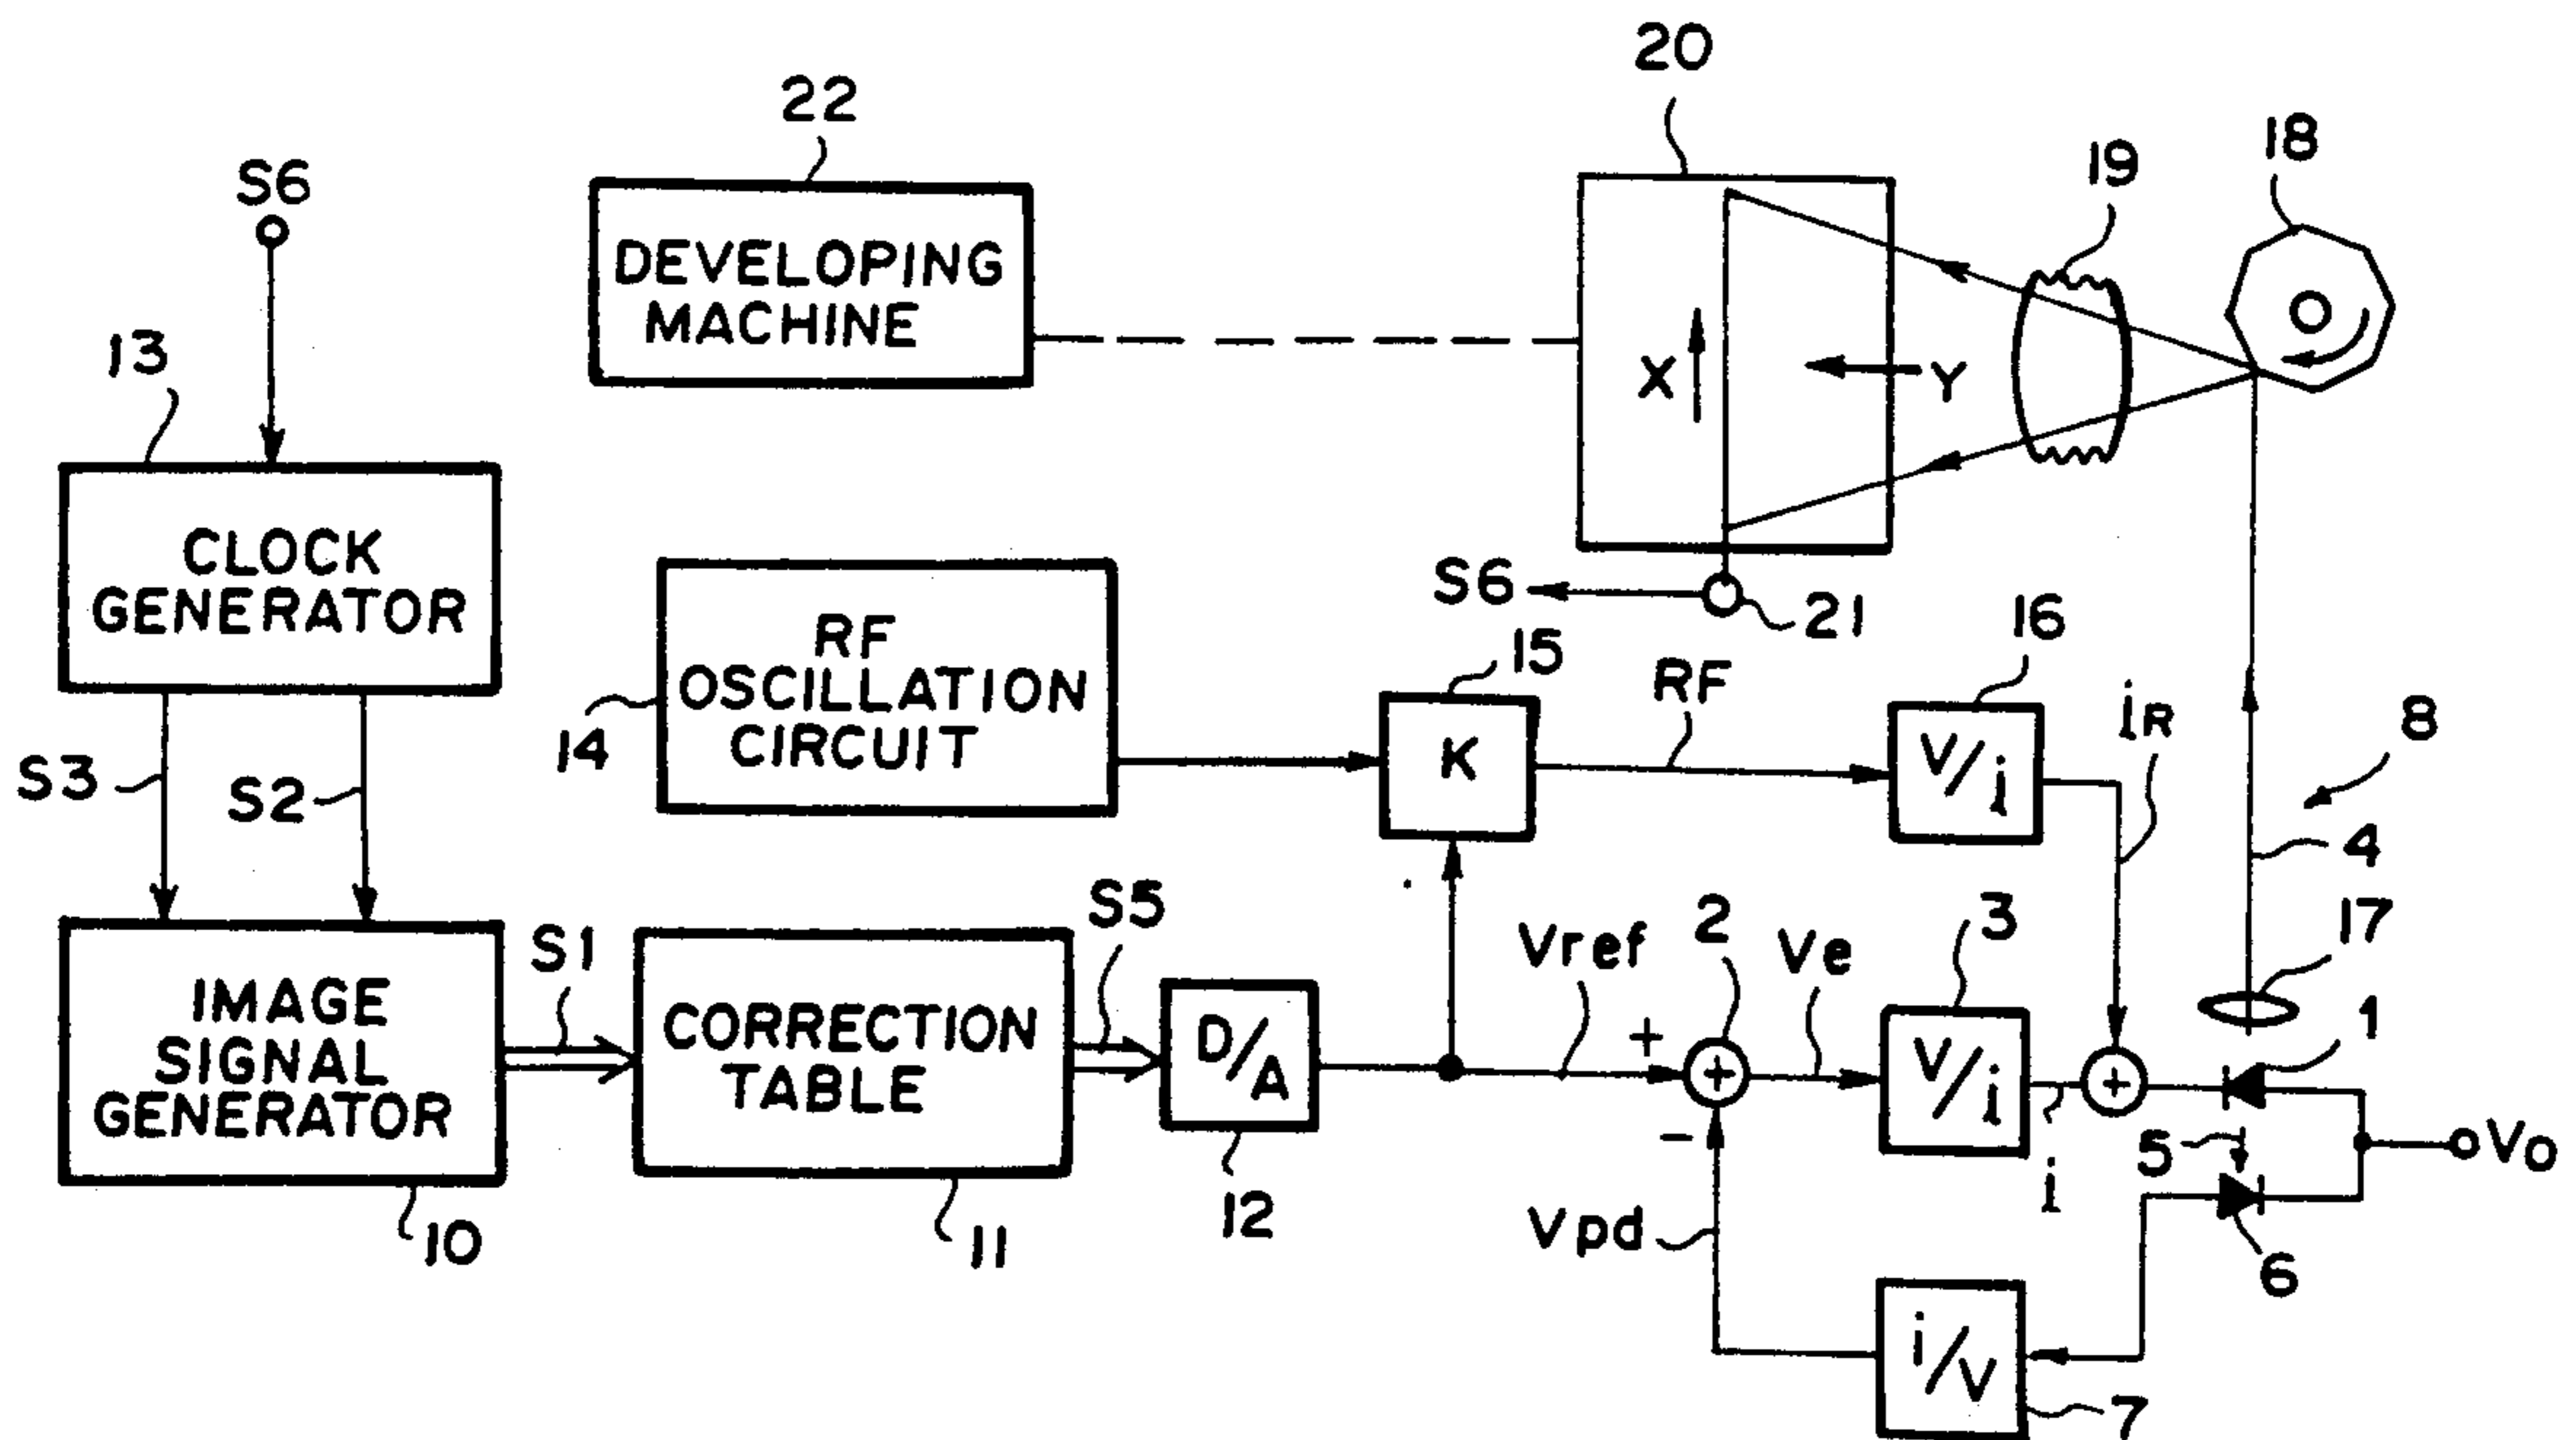 20
22
18
19
S6
DEVELOPING
MACHINE
13
X
Y
CLOCK
GENERATOR
S6
21
16
RF
OSCILLATION
CIRCUIT
14
15
K
RF
V/i
iR
8
S3
S2
4
S1
S5
Vref
2
Ve
3
17
1
IMAGE
SIGNAL
GENERATOR
CORRECTION
TABLE
D/A
+
+
V/i
+
−
5
i
Vo
10
11
12
Vpd
6
i/V
7